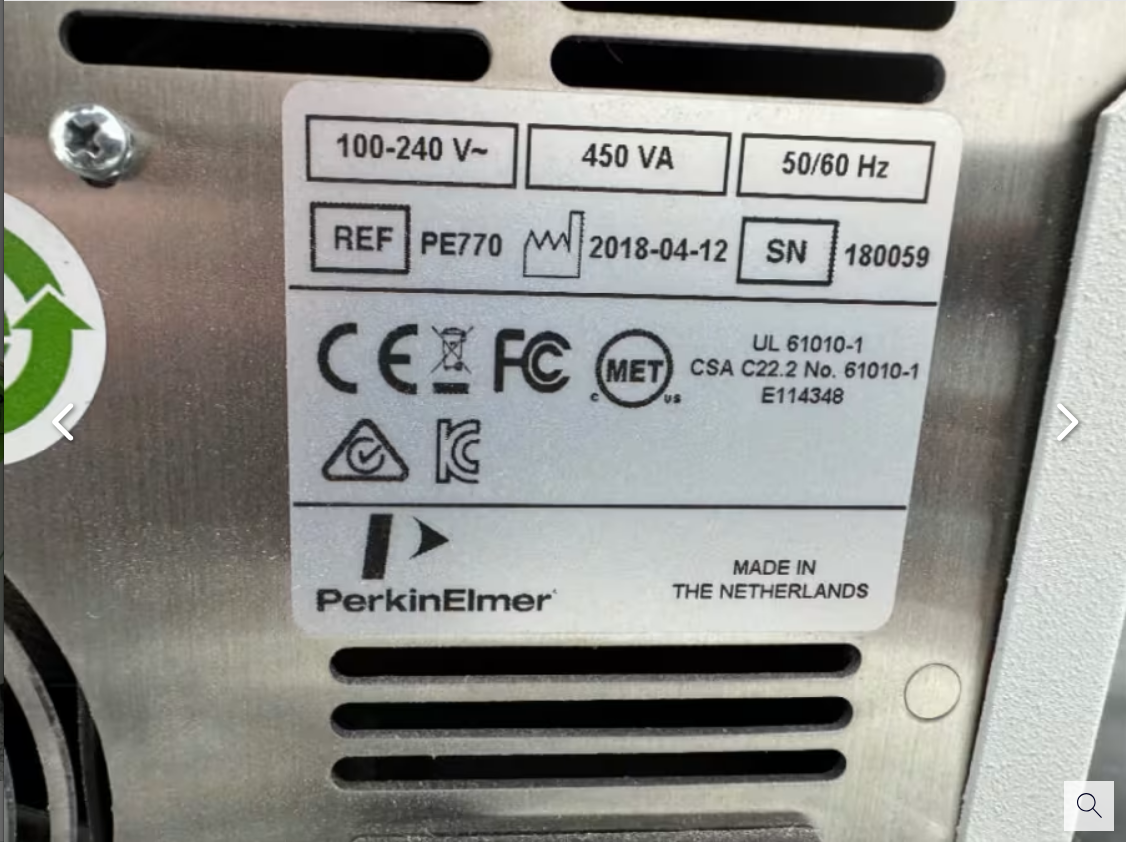 100-240 V~ 450 VA 50/60 Hz
REF PE770 2018-04-12 SN 180059
CE FC C MET US UL 61010-1
CSA C22.2 No. 61010-1
E114348
KC
PerkinElmer
MADE IN
THE NETHERLANDS